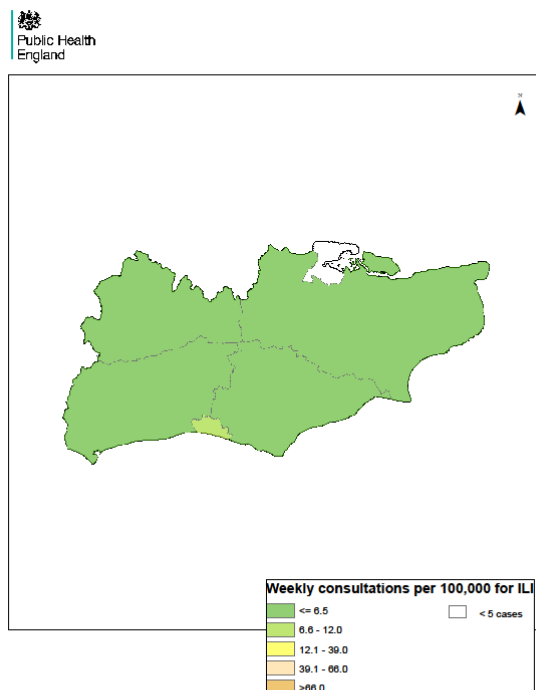 Public Health
England
N
Weekly consultations per 100,000 for ILI
<= 6.5
< 5 cases
6.6 - 12.0
12.1 - 39.0
39.1 - 66.0
>66.0